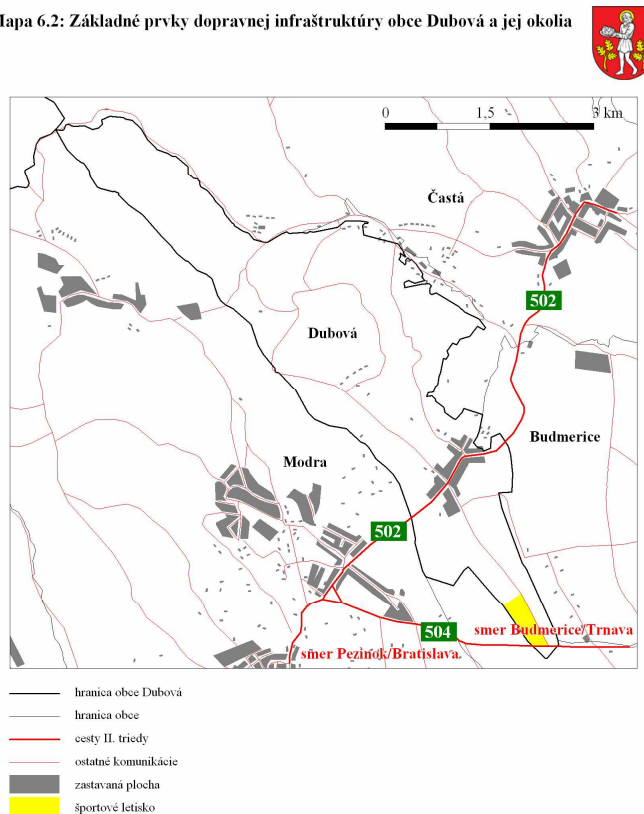 Mapa 6.2: Základné prvky dopravnej infraštruktúry obce Dubová a jej okolia
0 1,5 3 km
Častá
502
Dubová
Budmerice
Modra
502
504
smer Budmerice/Trnava
smer Pezinok/Bratislava
hranica obce Dubová
hranica obce
cesty II. triedy
ostatné komunikácie
zastavaná plocha
športové letisko